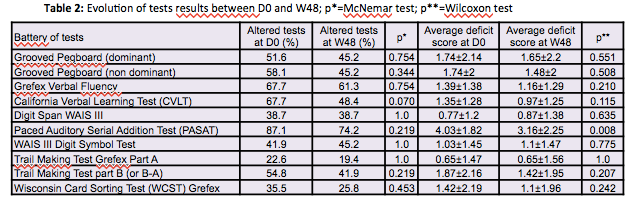 Table 2: Evolution of tests results between D0 and W48; p*=McNemar test; p**=Wilcoxon test
Battery of tests Altered tests at D0 (%) Altered tests at W48 (%) p* Average deficit score at D0 Average deficit score at W48 p**
Grooved Pegboard (dominant) 51.6 45.2 0.754 1.74±2.14 1.65±2.2 0.551
Grooved Pegboard (non dominant) 58.1 45.2 0.344 1.74±2 1.48±2 0.508
Grefex Verbal Fluency 67.7 61.3 0.754 1.39±1.38 1.16±1.29 0.210
California Verbal Learning Test (CVLT) 67.7 48.4 0.070 1.35±1.28 0.97±1.25 0.115
Digit Span WAIS III 38.7 38.7 1.0 0.77±1.2 0.87±1.38 0.635
Paced Auditory Serial Addition Test (PASAT) 87.1 74.2 0.219 4.03±1.82 3.16±2.25 0.008
WAIS III Digit Symbol Test 41.9 45.2 1.0 1.03±1.45 1.1±1.47 0.775
Trail Making Test Grefex Part A 22.6 19.4 1.0 0.65±1.47 0.65±1.56 1.0
Trail Making Test part B (or B-A) 54.8 41.9 0.219 1.87±2.16 1.42±1.95 0.207
Wisconsin Card Sorting Test (WCST) Grefex 35.5 25.8 0.453 1.42±2.19 1.1±1.96 0.242